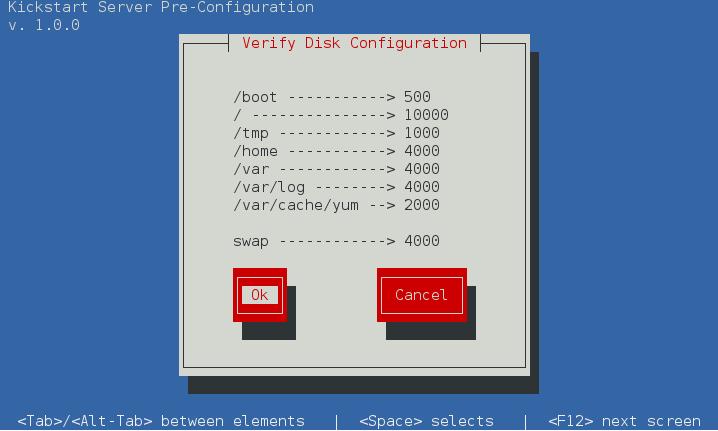 Kickstart Server Pre-Configuration
v. 1.0.0
Verify Disk Configuration
/boot -----------> 500
/ ---------------> 10000
/tmp ------------> 1000
/home -----------> 4000
/var ------------> 4000
/var/log --------> 4000
/var/cache/yum --> 2000
swap ------------> 4000
Ok Cancel
<Tab>/<Alt-Tab> between elements | <Space> selects | <F12> next screen